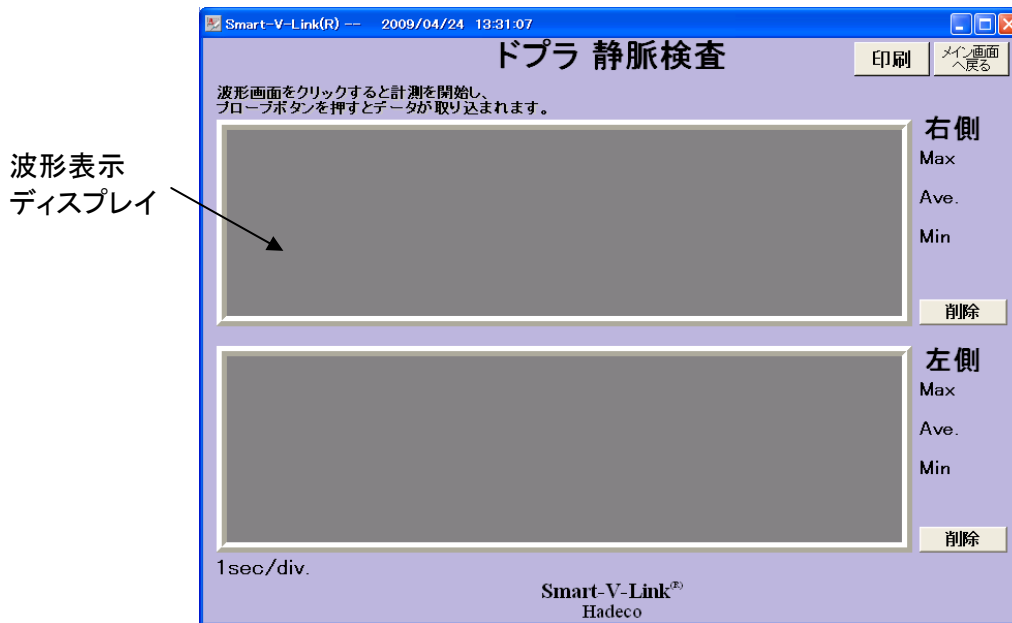 Smart-V-Link(R) -- 2009/04/24 13:31:07
ドプラ 静脈検査
印刷
メイン画面
へ戻る
波形画面をクリックすると計測を開始し、
プローブボタンを押すとデータが取り込まれます。
波形表示
ディスプレイ
右側
Max
Ave.
Min
削除
左側
Max
Ave.
Min
削除
1sec/div.
Smart-V-Link(R)
Hadeco